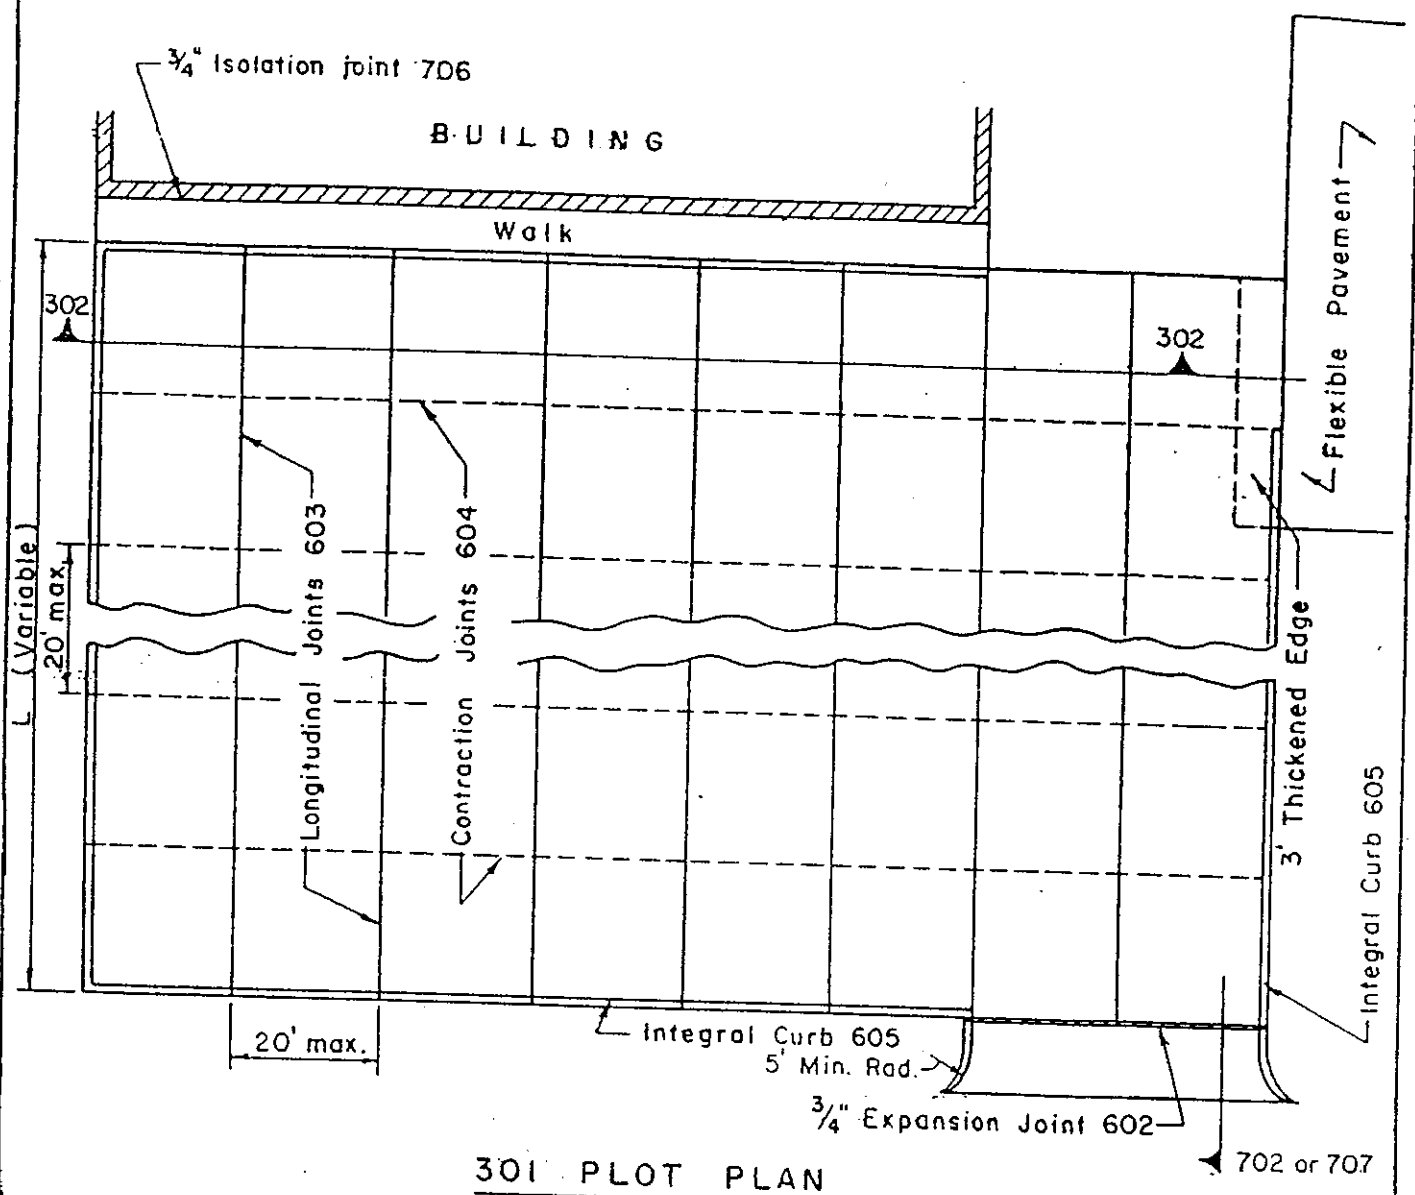 3/4" Isolation joint 706
BUILDING
Walk
302
302
Flexible Pavement
L (Variable)
20' max.
Longitudinal Joints 603
Contraction Joints 604
3' Thickened Edge
Integral Curb 605
20' max.
Integral Curb 605
5' Min. Rad.
3/4" Expansion Joint 602
702 or 707
301 PLOT PLAN